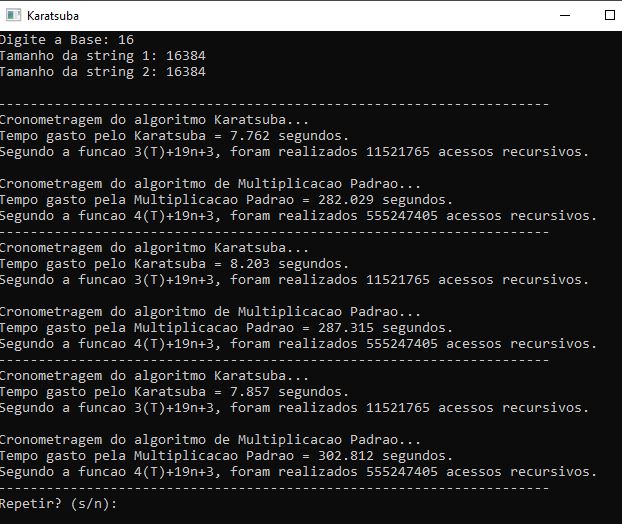 Karatsuba
Digite a Base: 16
Tamanho da string 1: 16384
Tamanho da string 2: 16384
---------------------------------------------------------------------
Cronometragem do algoritmo Karatsuba...
Tempo gasto pelo Karatsuba = 7.762 segundos.
Segundo a funcao 3(T)+19n+3, foram realizados 11521765 acessos recursivos.
Cronometragem do algoritmo de Multiplicacao Padrao...
Tempo gasto pela Multiplicacao Padrao = 282.029 segundos.
Segundo a funcao 4(T)+19n+3, foram realizados 555247405 acessos recursivos.
---------------------------------------------------------------------
Cronometragem do algoritmo Karatsuba...
Tempo gasto pelo Karatsuba = 8.203 segundos.
Segundo a funcao 3(T)+19n+3, foram realizados 11521765 acessos recursivos.
Cronometragem do algoritmo de Multiplicacao Padrao...
Tempo gasto pela Multiplicacao Padrao = 287.315 segundos.
Segundo a funcao 4(T)+19n+3, foram realizados 555247405 acessos recursivos.
---------------------------------------------------------------------
Cronometragem do algoritmo Karatsuba...
Tempo gasto pelo Karatsuba = 7.857 segundos.
Segundo a funcao 3(T)+19n+3, foram realizados 11521765 acessos recursivos.
Cronometragem do algoritmo de Multiplicacao Padrao...
Tempo gasto pela Multiplicacao Padrao = 302.812 segundos.
Segundo a funcao 4(T)+19n+3, foram realizados 555247405 acessos recursivos.
---------------------------------------------------------------------
Repetir? (s/n):